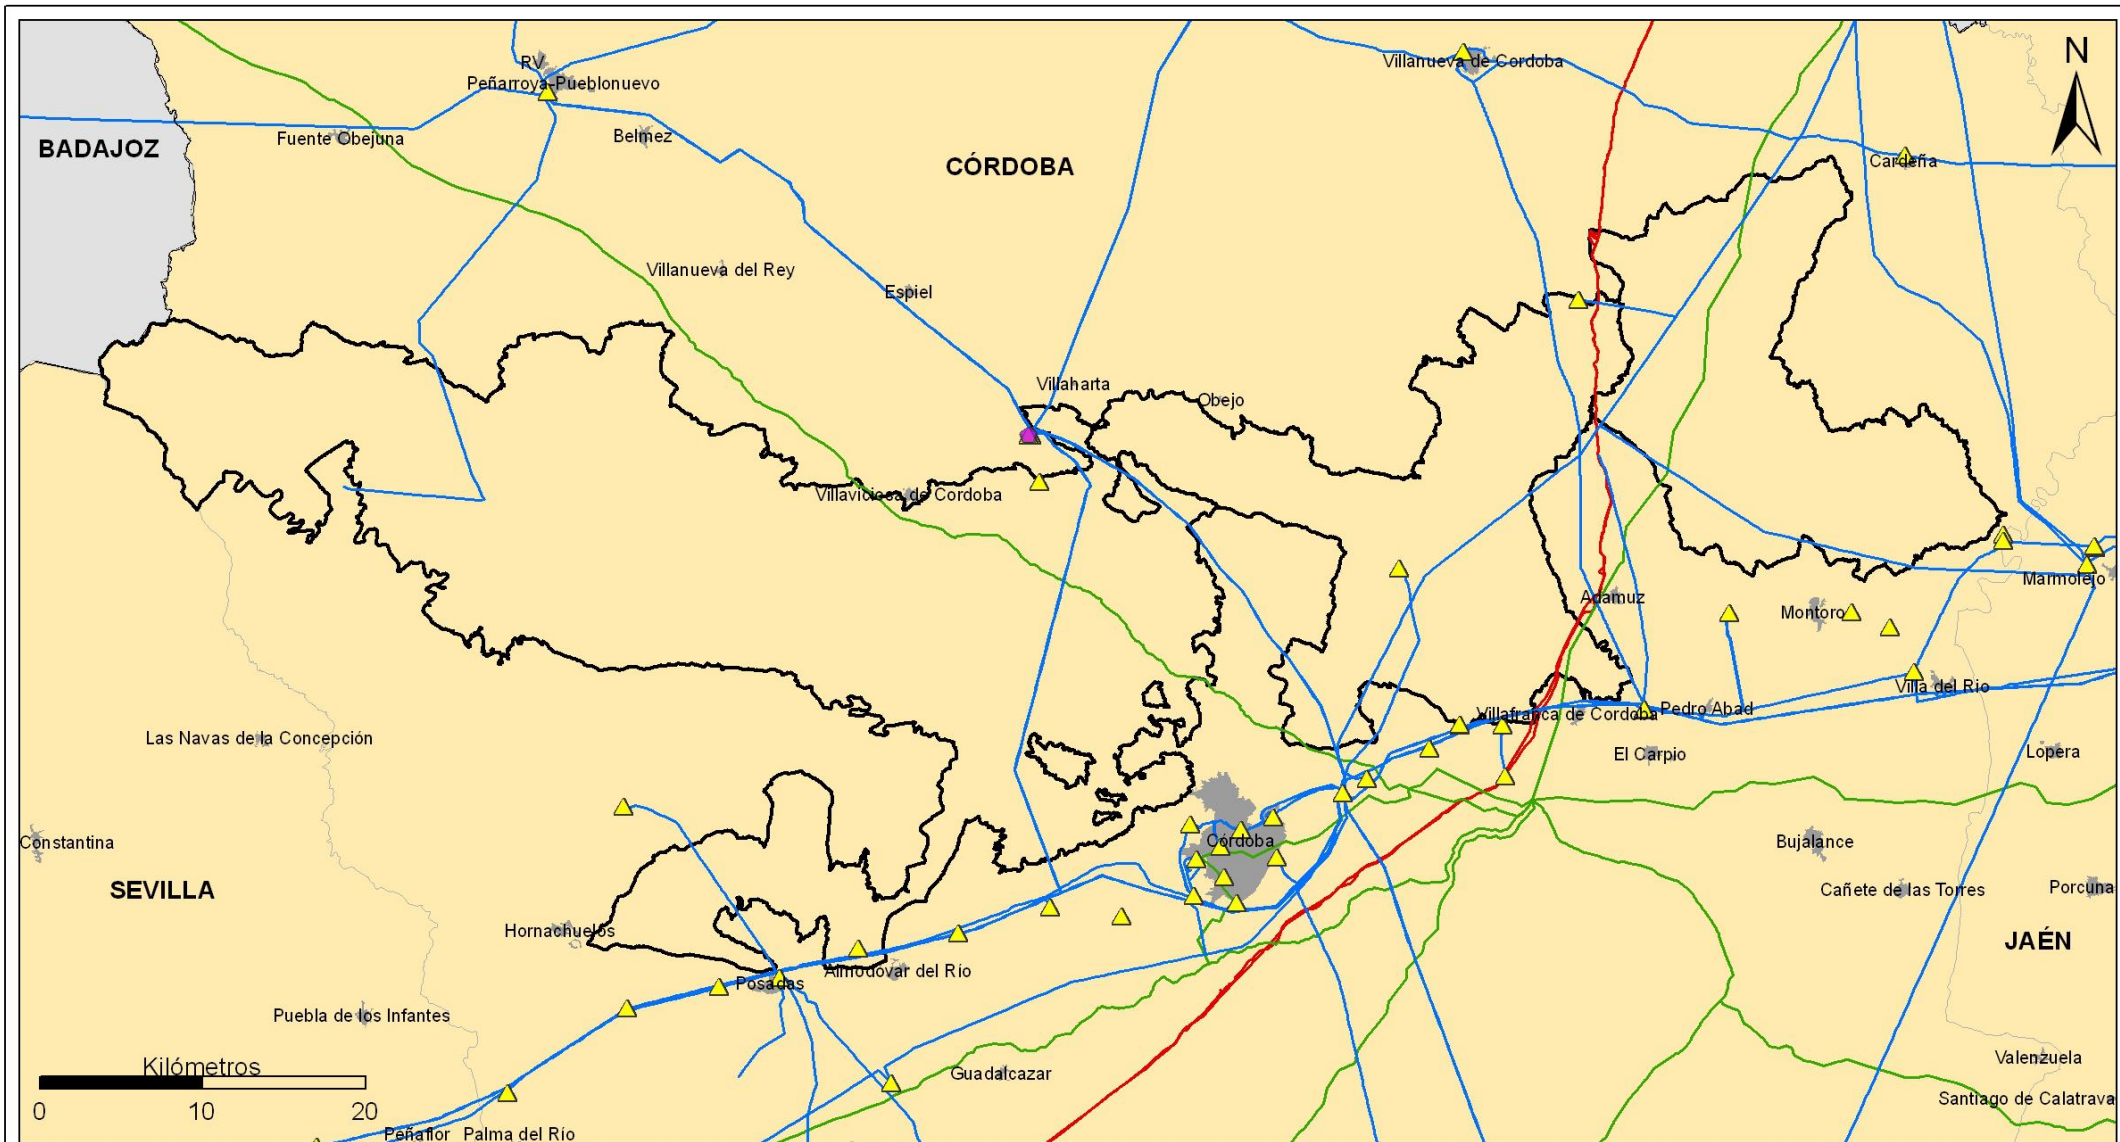 N
RV
Villanueva de Cordoba
Peñarroya-Pueblonuevo
Fuente Obejuna
Belmez
BADAJOZ
CÓRDOBA
Cardeña
Villanueva del Rey
Espiel
Villaharta
Obejo
Villaviciosa de Cordoba
Marmolejo
Adamuz
Montoro
Villa del Rio
Villafranca de Cordoba
Pedro Abad
Las Navas de la Concepción
El Carpio
Lopera
Constantina
Córdoba
Bujalance
SEVILLA
Cañete de las Torres
Porcuna
Hornachuelos
JAÉN
Almodovar del Río
Posadas
Puebla de los Infantes
Kilómetros
Guadalcazar
Valenzuela
0 10 20
Santiago de Calatrava
Peñaflor
Palma del Río